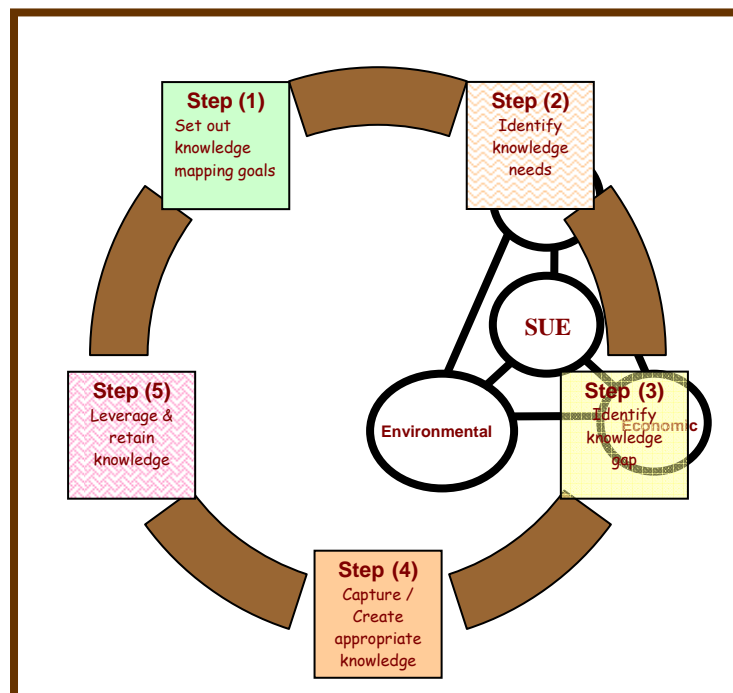 Step (1)
Set out
knowledge
mapping goals
Step (2)
Identify
knowledge
needs
SUE
Environmental
Economic
Step (3)
Identify
knowledge
gap
Step (4)
Capture /
Create
appropriate
knowledge
Step (5)
Leverage &
retain
knowledge